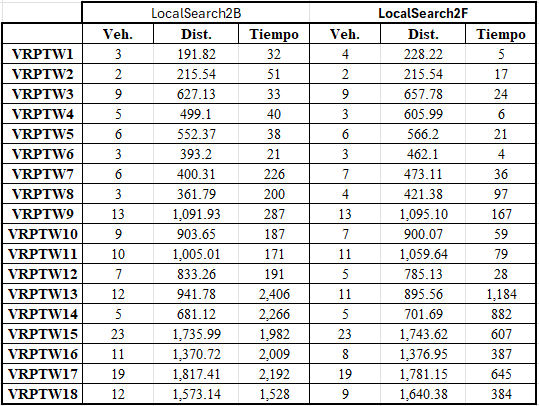 LocalSearch2B LocalSearch2F
Veh. Dist. Tiempo Veh. Dist. Tiempo
VRPTW1 3 191.82 32 4 228.22 5
VRPTW2 2 215.54 51 2 215.54 17
VRPTW3 9 627.13 33 9 657.78 24
VRPTW4 5 499.1 40 3 605.99 6
VRPTW5 6 552.37 38 6 566.2 21
VRPTW6 3 393.2 21 3 462.1 4
VRPTW7 6 400.31 226 7 473.11 36
VRPTW8 3 361.79 200 4 421.38 97
VRPTW9 13 1,091.93 287 13 1,095.10 167
VRPTW10 9 903.65 187 7 900.07 59
VRPTW11 10 1,005.01 171 11 1,059.64 79
VRPTW12 7 833.26 191 5 785.13 28
VRPTW13 12 941.78 2,406 11 895.56 1,184
VRPTW14 5 681.12 2,266 5 701.69 882
VRPTW15 23 1,735.99 1,982 23 1,743.62 607
VRPTW16 11 1,370.72 2,009 8 1,376.95 387
VRPTW17 19 1,817.41 2,192 19 1,781.15 645
VRPTW18 12 1,573.14 1,528 9 1,640.38 384